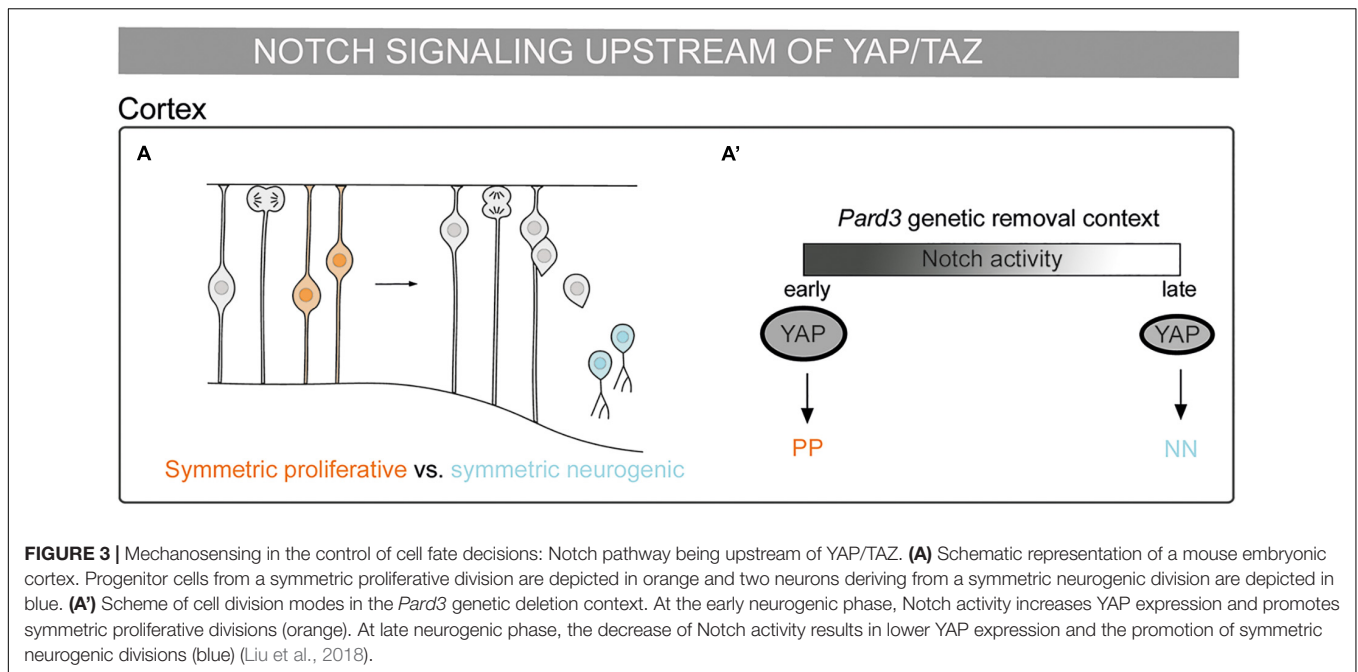 NOTCH SIGNALING UPSTREAM OF YAP/TAZ
Cortex
A
A'
Pard3 genetic removal context
Notch activity
early
late
YAP
YAP
PP
NN
Symmetric proliferative vs. symmetric neurogenic
FIGURE 3 | Mechanosensing in the control of cell fate decisions: Notch pathway being upstream of YAP/TAZ. (A) Schematic representation of a mouse embryonic
cortex. Progenitor cells from a symmetric proliferative division are depicted in orange and two neurons deriving from a symmetric neurogenic division are depicted in
blue. (A’) Scheme of cell division modes in the Pard3 genetic deletion context. At the early neurogenic phase, Notch activity increases YAP expression and promotes
symmetric proliferative divisions (orange). At late neurogenic phase, the decrease of Notch activity results in lower YAP expression and the promotion of symmetric
neurogenic divisions (blue) (Liu et al., 2018).